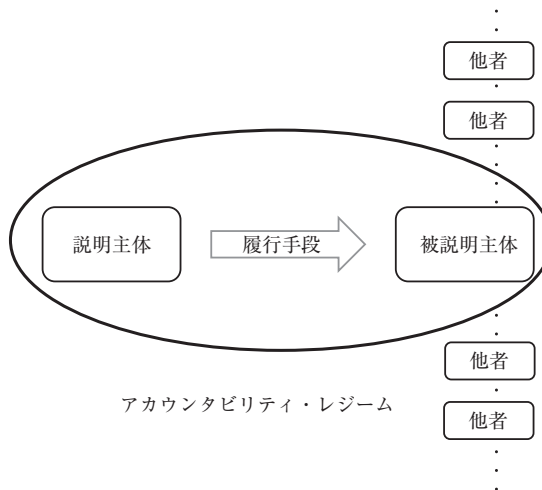 他者
他者
説明主体
履行手段
被説明主体
他者
アカウンタビリティ・レジーム
他者